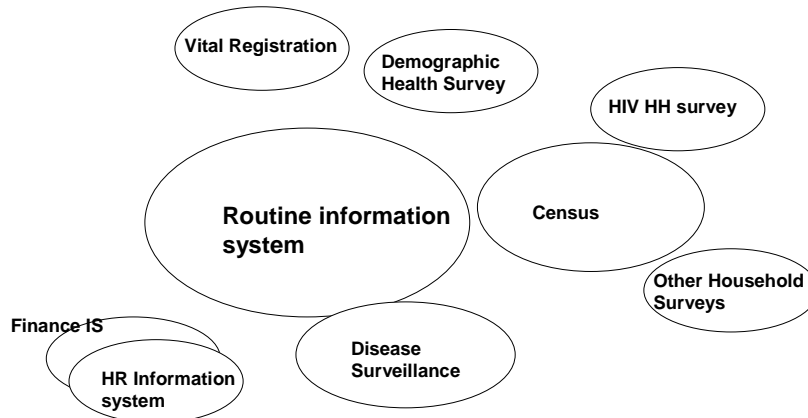 Vital Registration
Demographic
Health Survey
HIV HH survey
Routine information
system
Census
Other Household
Surveys
Finance IS
Disease
Surveillance
HR Information
system